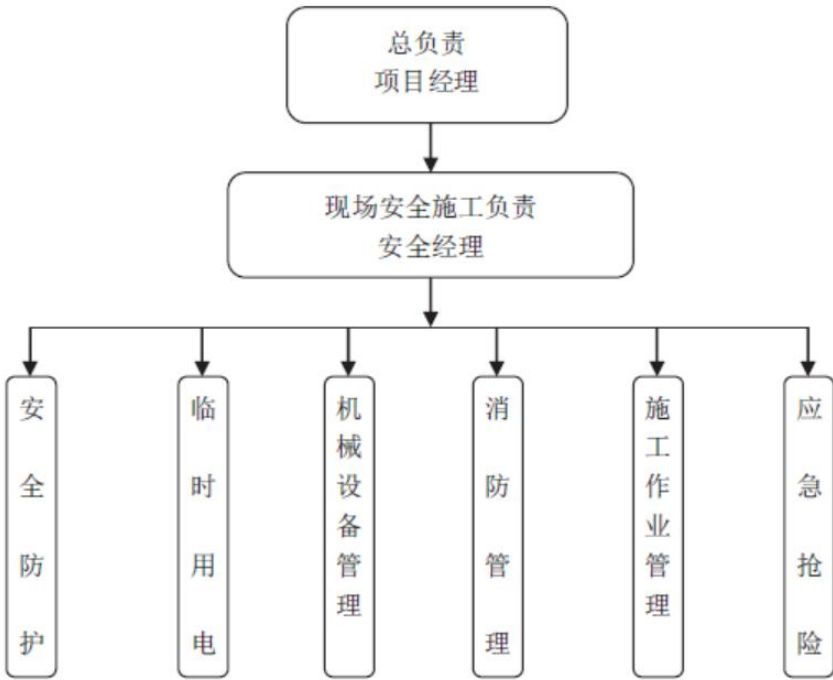 总负责
项目经理
现场安全施工负责
安全经理
安全防护
临时用电
机械设备管理
消防管理
施工作业管理
应急抢险